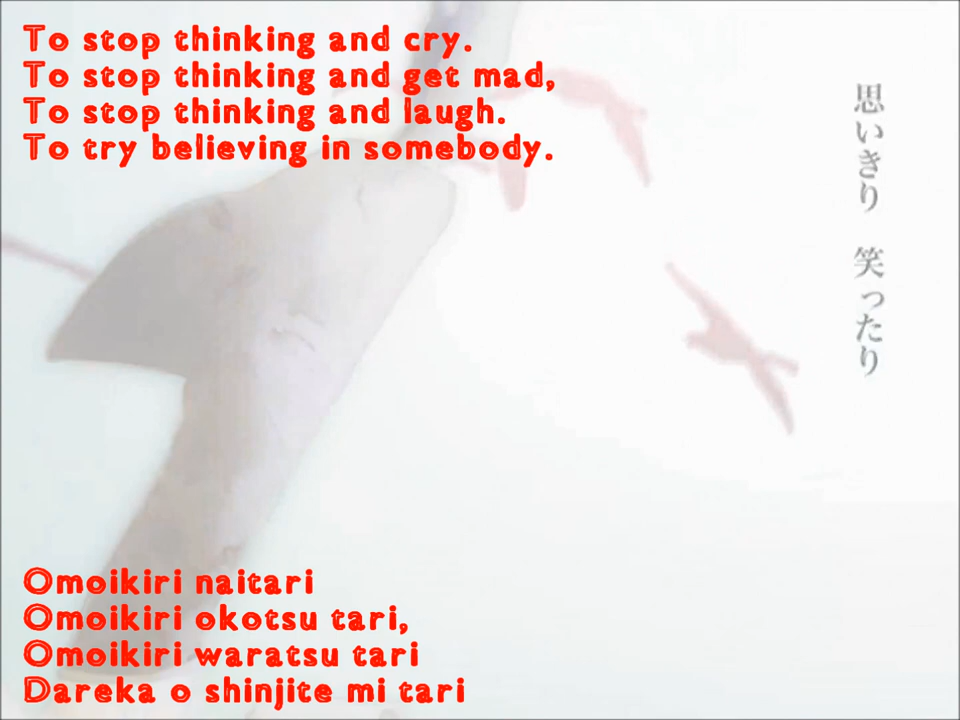 To stop thinking and cry.
To stop thinking and get mad,
To stop thinking and laugh.
To try believing in somebody.
思いきり 笑ったり
Omoikiri naitari
Omoikiri okotsu tari,
Omoikiri waratsu tari
Dareka o shinjite mi tari